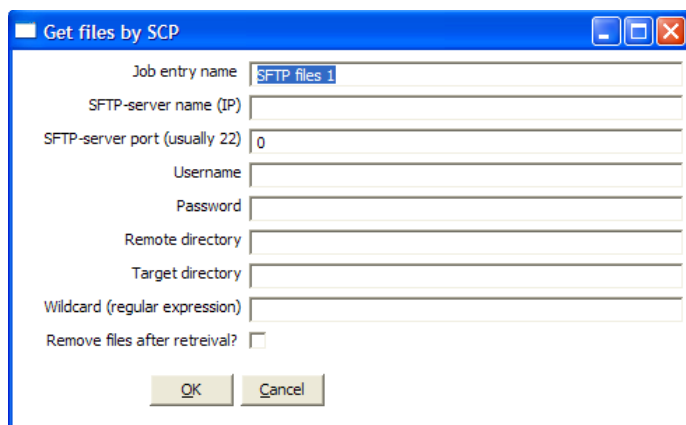 Get files by SCP
Job entry name SFTP files 1
SFTP-server name (IP)
SFTP-server port (usually 22) 0
Username
Password
Remote directory
Target directory
Wildcard (regular expression)
Remove files after retreival?
OK Cancel